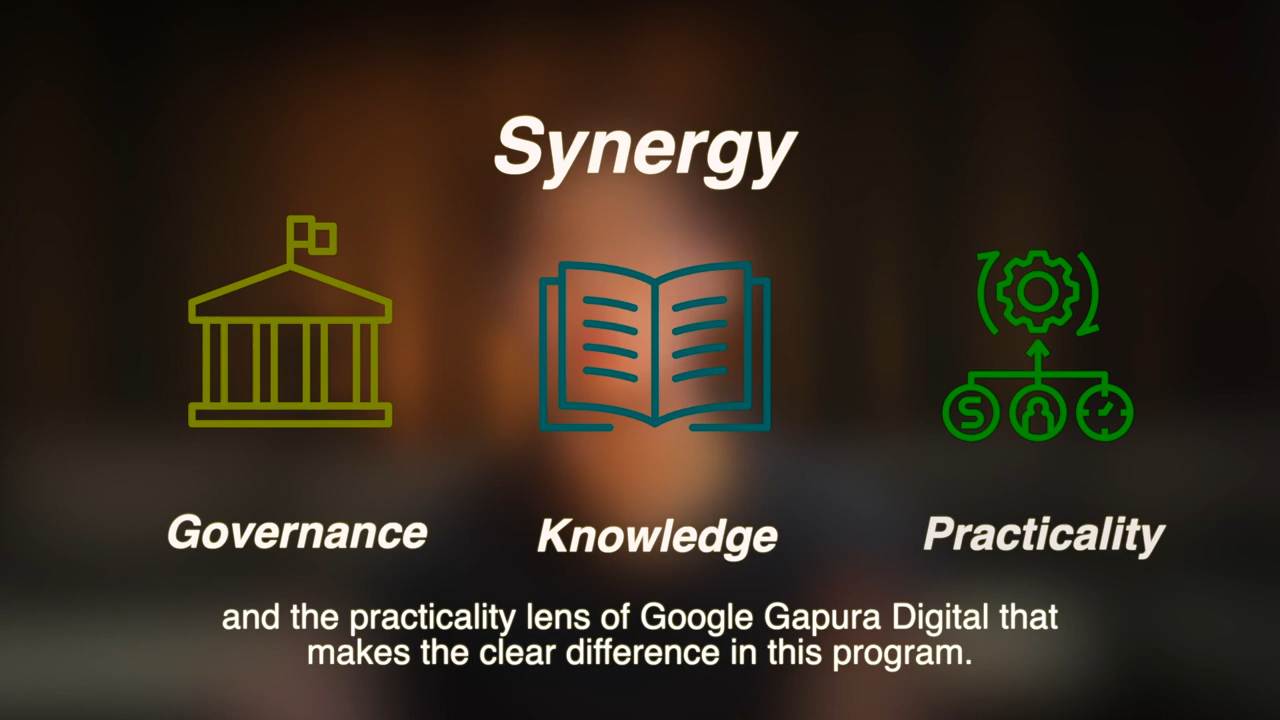 Synergy
Governance
Knowledge
Practicality
and the practicality lens of Google Gapura Digital that
makes the clear difference in this program.